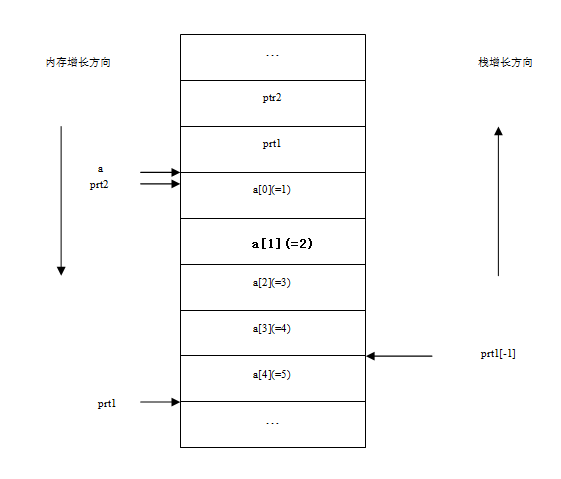 ...
内存增长方向
栈增长方向
ptr2
prt1
a
prt2
a[0](=1)
a[1](=2)
a[2](=3)
a[3](=4)
prt1[-1]
a[4](=5)
prt1
...